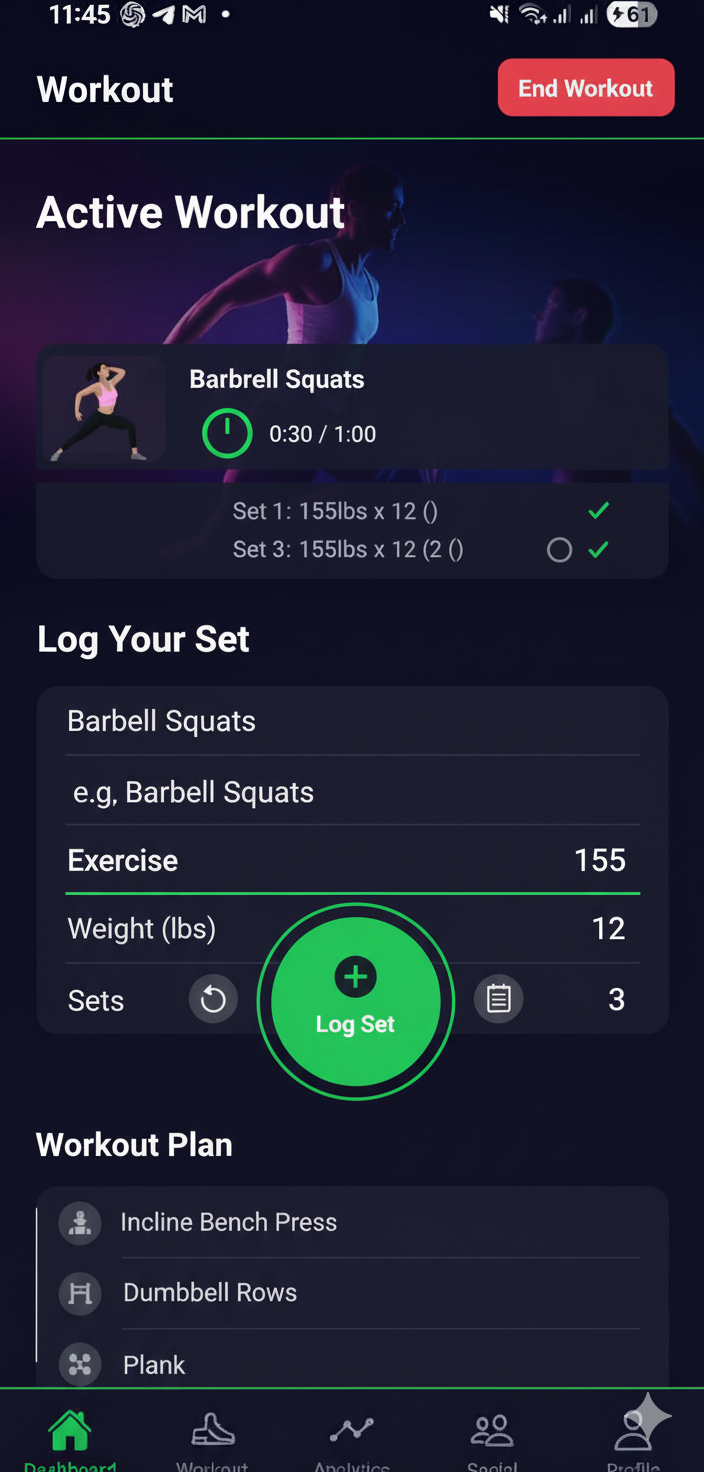 11:45
61
Workout
End Workout
Active Workout
Barbrell Squats
0:30 / 1:00
Set 1: 155lbs x 12 ()
Set 3: 155lbs x 12 (2 ()
Log Your Set
Barbell Squats
e.g, Barbell Squats
Exercise 155
Weight (lbs) 12
Sets 3
Log Set
Workout Plan
Incline Bench Press
Dumbbell Rows
Plank
Dashboard Workout Analytics Social Profile